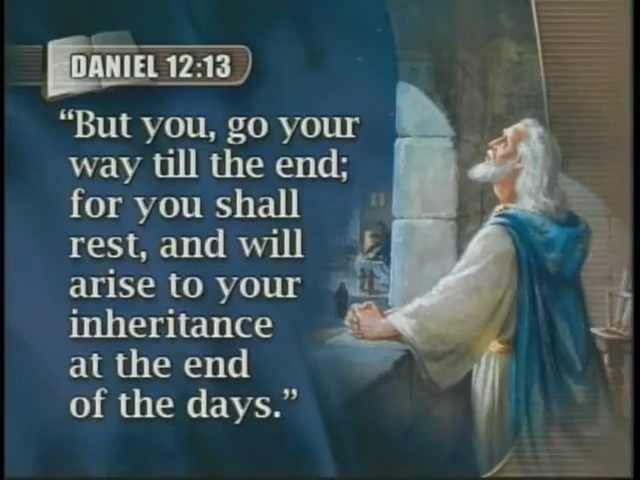 DANIEL 12:13
“But you, go your
way till the end;
for you shall
rest, and will
arise to your
inheritance
at the end
of the days.”